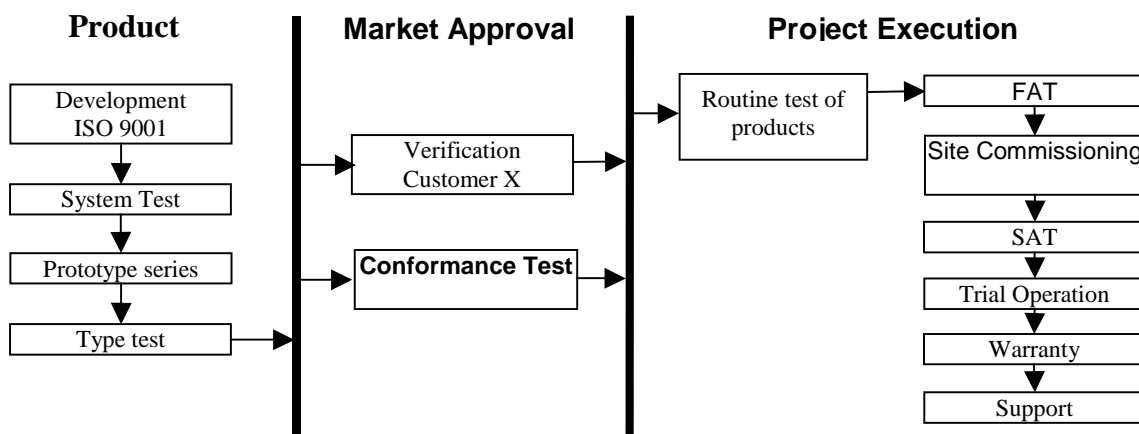 Product
Development
ISO 9001
System Test
Prototype series
Type test
Market Approval
Verification
Customer X
Conformance Test
Project Execution
Routine test of
products
FAT
Site Commissioning
SAT
Trial Operation
Warranty
Support